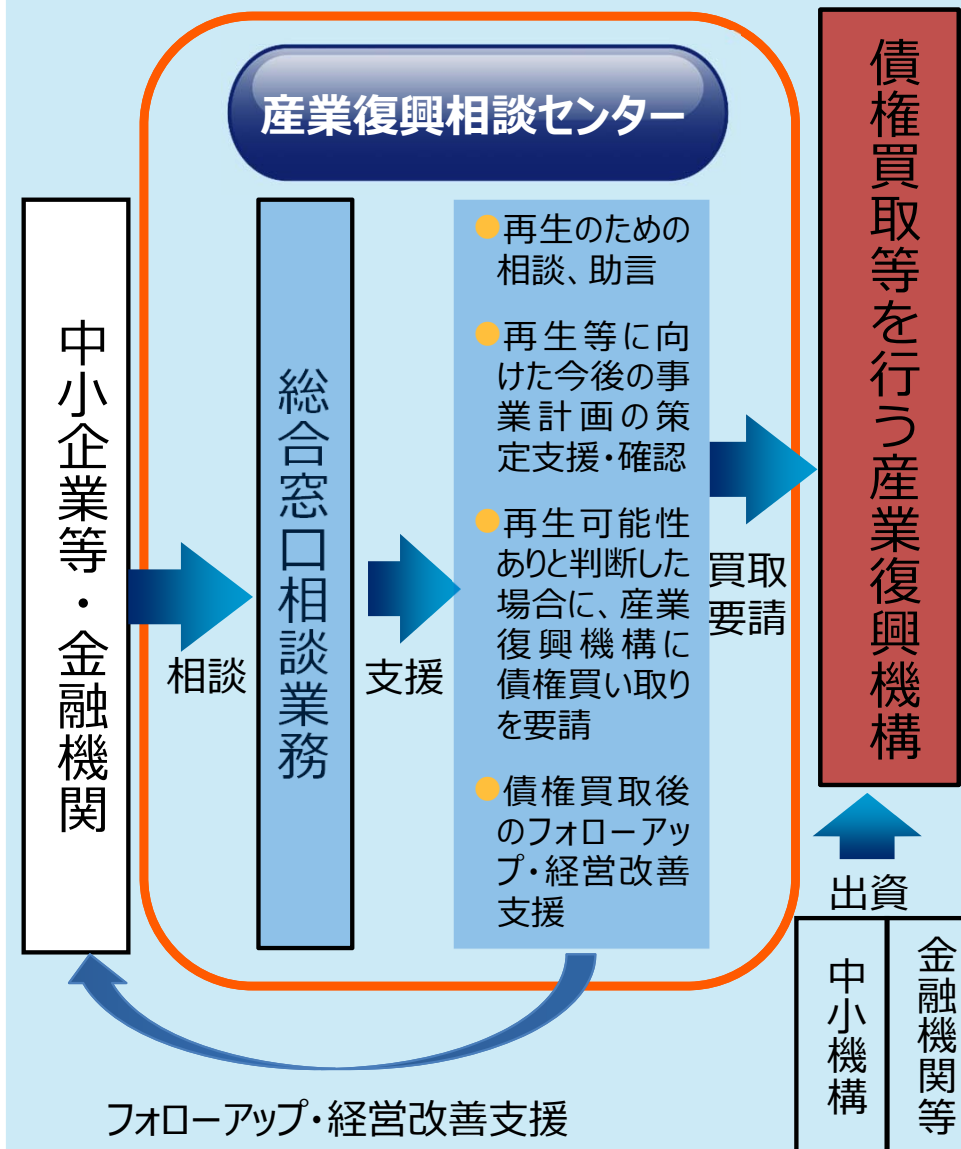 産業復興相談センター
中小企業等・金融機関
相談
総合窓口相談業務
支援
再生のための
相談、助言
再生等に向
けた今後の事
業計画の策
定支援・確認
再生可能性
ありと判断した
場合に、産業
復興機構に
債権買い取り
を要請
債権買取後
のフォローアッ
プ・経営改善
支援
買取
要請
債権買取等を行う産業復興機構
出資
中小機構
金融機関等
フォローアップ・経営改善支援